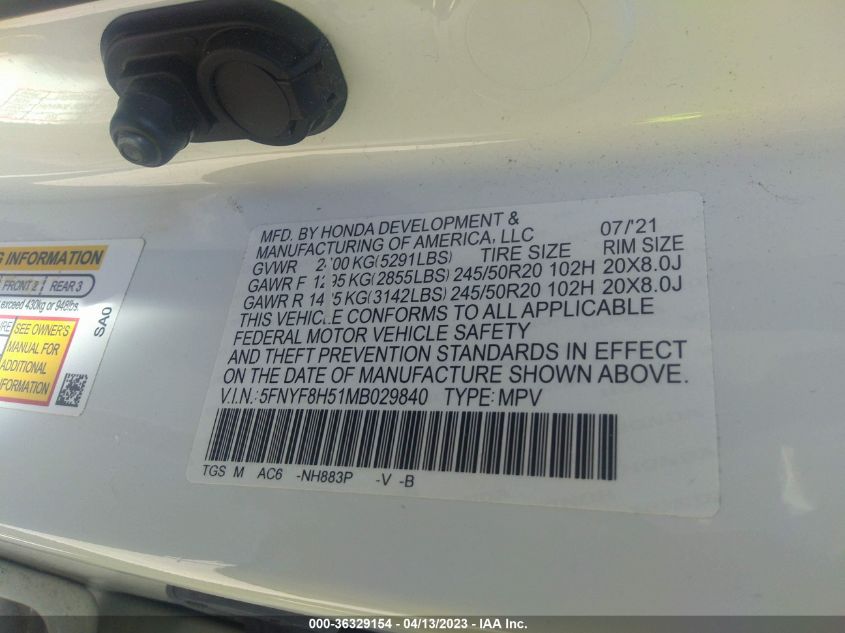 MFD. BY HONDA DEVELOPMENT & 07/'21
MANUFACTURING OF AMERICA, LLC
GVWR (5291LBS) TIRE SIZE RIM SIZE
GAWR F KG(2855LBS) 245/50R20 102H 20X8.0J
GAWR R KG(3142LBS) 245/50R20 102H 20X8.0J
THIS VEHICLE CONFORMS TO ALL APPLICABLE
FEDERAL MOTOR VEHICLE SAFETY
AND THEFT PREVENTION STANDARDS IN EFFECT
ON THE DATE OF MANUFACTURE SHOWN ABOVE.
V.I.N.: 5FNYF8H51MB029840 TYPE: MPV
TGS M AC6 -NH883P -V -B
INFORMATION
FRONT 2 REAR 3
exceed 430kg or 948lbs.
SEE OWNER'S
MANUAL FOR
ADDITIONAL
INFORMATION
SA0
000-36329154 - 04/13/2023 - IAA Inc.